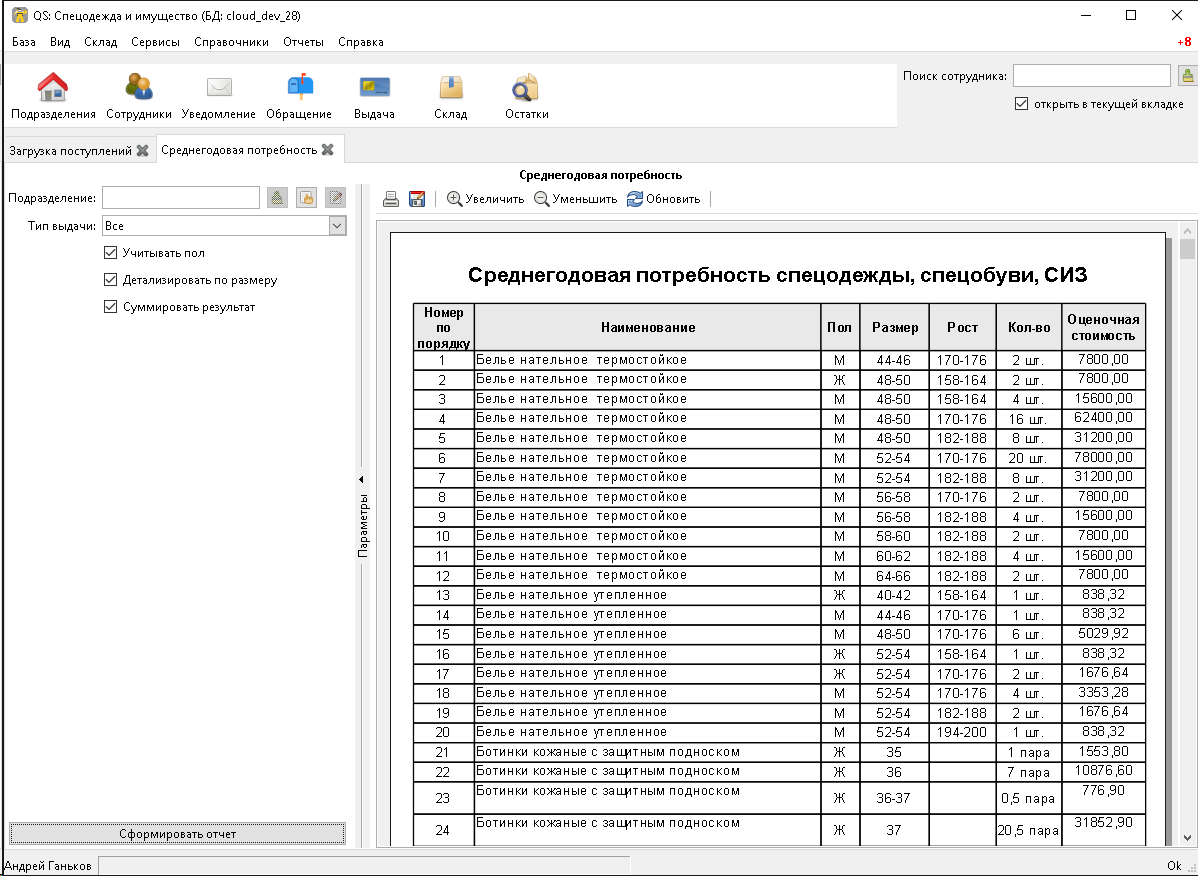 QS: Спецодежда и имущество (БД: cloud_dev_28)
База Вид Склад Сервисы Справочники Отчеты Справка +8
Подразделения Сотрудники Уведомление Обращение Выдача Склад Остатки
Поиск сотрудника:
открыть в текущей вкладке
Загрузка поступлений Среднегодовая потребность
Среднегодовая потребность
Подразделение:
Тип выдачи: Все
Учитывать пол
Детализировать по размеру
Суммировать результат
Сформировать отчет
Параметры
Увеличить Уменьшить Обновить
Среднегодовая потребность спецодежды, спецобуви, СИЗ
Номер по порядку Наименование Пол Размер Рост Кол-во Оценочная стоимость
1 Белье нательное термостойкое М 44-46 170-176 2 шт. 7800,00
2 Белье нательное термостойкое Ж 48-50 158-164 2 шт. 7800,00
3 Белье нательное термостойкое М 48-50 158-164 4 шт. 15600,00
4 Белье нательное термостойкое М 48-50 170-176 16 шт. 62400,00
5 Белье нательное термостойкое М 48-50 182-188 8 шт. 31200,00
6 Белье нательное термостойкое М 52-54 170-176 20 шт. 78000,00
7 Белье нательное термостойкое М 52-54 182-188 8 шт. 31200,00
8 Белье нательное термостойкое М 56-58 170-176 2 шт. 7800,00
9 Белье нательное термостойкое М 56-58 182-188 4 шт. 15600,00
10 Белье нательное термостойкое М 58-60 182-188 2 шт. 7800,00
11 Белье нательное термостойкое М 60-62 182-188 4 шт. 15600,00
12 Белье нательное термостойкое М 64-66 182-188 2 шт. 7800,00
13 Белье нательное утепленное Ж 40-42 158-164 1 шт. 838,32
14 Белье нательное утепленное М 44-46 170-176 1 шт. 838,32
15 Белье нательное утепленное М 48-50 170-176 6 шт. 5029,92
16 Белье нательное утепленное Ж 52-54 158-164 1 шт. 838,32
17 Белье нательное утепленное Ж 52-54 170-176 2 шт. 1676,64
18 Белье нательное утепленное М 52-54 170-176 4 шт. 3353,28
19 Белье нательное утепленное М 52-54 182-188 2 шт. 1676,64
20 Белье нательное утепленное М 52-54 194-200 1 шт. 838,32
21 Ботинки кожаные с защитным подноском Ж 35 1 пара 1553,80
22 Ботинки кожаные с защитным подноском Ж 36 7 пара 10876,60
23 Ботинки кожаные с защитным подноском Ж 36-37 0,5 пара 776,90
24 Ботинки кожаные с защитным подноском Ж 37 20,5 пара 31852,90
Андрей Ганьков Ok